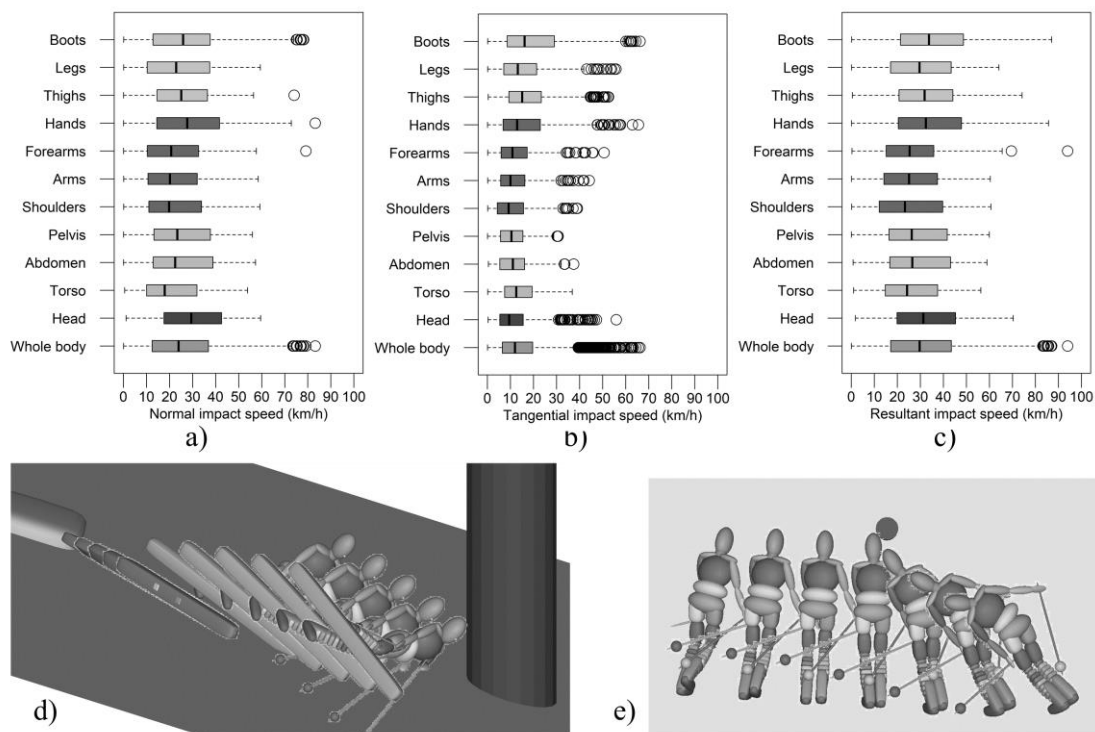 Boots
Legs
Thighs
Hands
Forearms
Arms
Shoulders
Pelvis
Abdomen
Torso
Head
Whole body
0 10 20 30 40 50 60 70 80 90 100
Normal impact speed (km/h)
a)
Boots
Legs
Thighs
Hands
Forearms
Arms
Shoulders
Pelvis
Abdomen
Torso
Head
Whole body
0 10 20 30 40 50 60 70 80 90 100
Tangential impact speed (km/h)
b)
Boots
Legs
Thighs
Hands
Forearms
Arms
Shoulders
Pelvis
Abdomen
Torso
Head
Whole body
0 10 20 30 40 50 60 70 80 90 100
Resultant impact speed (km/h)
c)
d)
e)